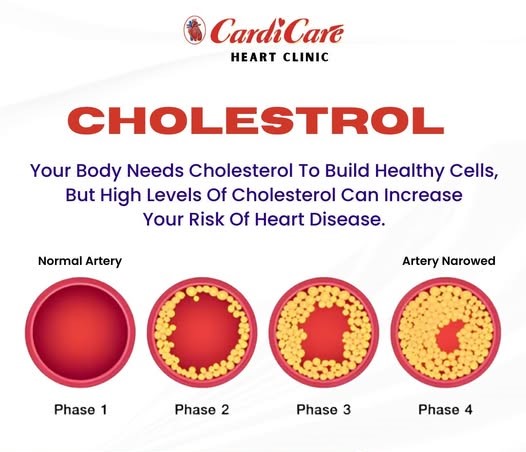 CardiCare
HEART CLINIC
CHOLESTROL
Your Body Needs Cholesterol To Build Healthy Cells,
But High Levels Of Cholesterol Can Increase
Your Risk Of Heart Disease.
Normal Artery
Artery Narowed
Phase 1
Phase 2
Phase 3
Phase 4